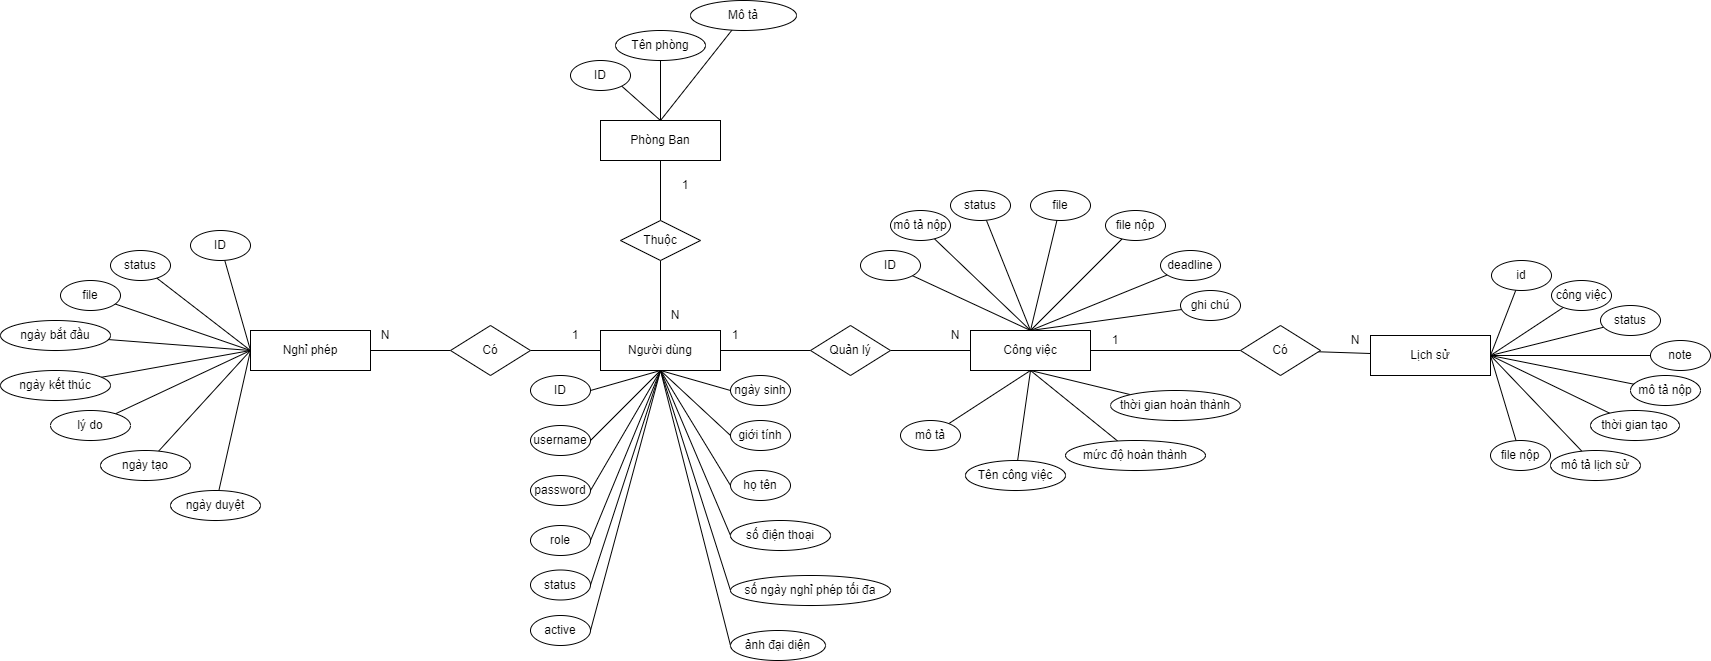 Mô tả
Tên phòng
ID
Phòng Ban
1
Thuộc
N
ID
status
file
ngày bắt đầu
ngày kết thúc
lý do
ngày tạo
ngày duyệt
Nghỉ phép
N
Có
1
Người dùng
1
Quản lý
N
Công việc
1
Có
N
Lịch sử
ID
username
password
role
status
active
ngày sinh
giới tính
họ tên
số điện thoại
số ngày nghỉ phép tối đa
ảnh đại diện
ID
mô tả nộp
status
file
file nộp
deadline
ghi chú
mô tả
Tên công việc
mức độ hoàn thành
thời gian hoàn thành
id
công việc
status
note
mô tả nộp
thời gian tạo
mô tả lịch sử
file nộp